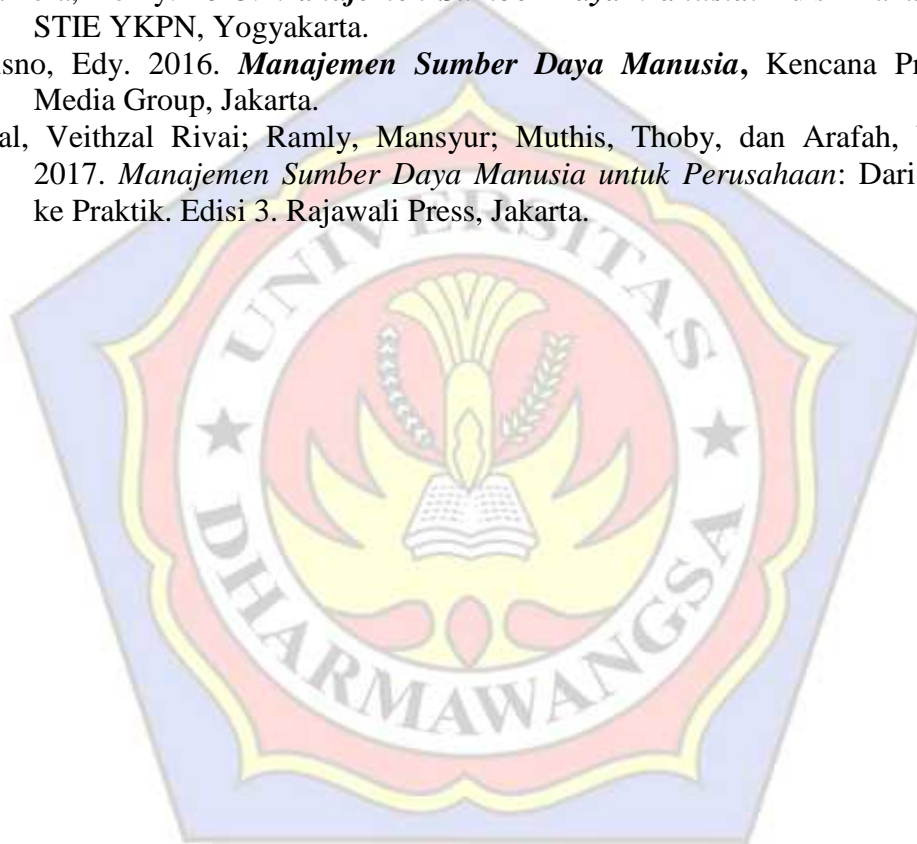 STIE YKPN, Yogyakarta.
sno, Edy. 2016. Manajemen Sumber Daya Manusia, Kencana Pr
Media Group, Jakarta.
al, Veithzal Rivai; Ramly, Mansyur; Muthis, Thoby, dan Arafah,
2017. Manajemen Sumber Daya Manusia untuk Perusahaan: Dari
ke Praktik. Edisi 3. Rajawali Press, Jakarta.
UNIVERSITAS
DHARMAWANGSA